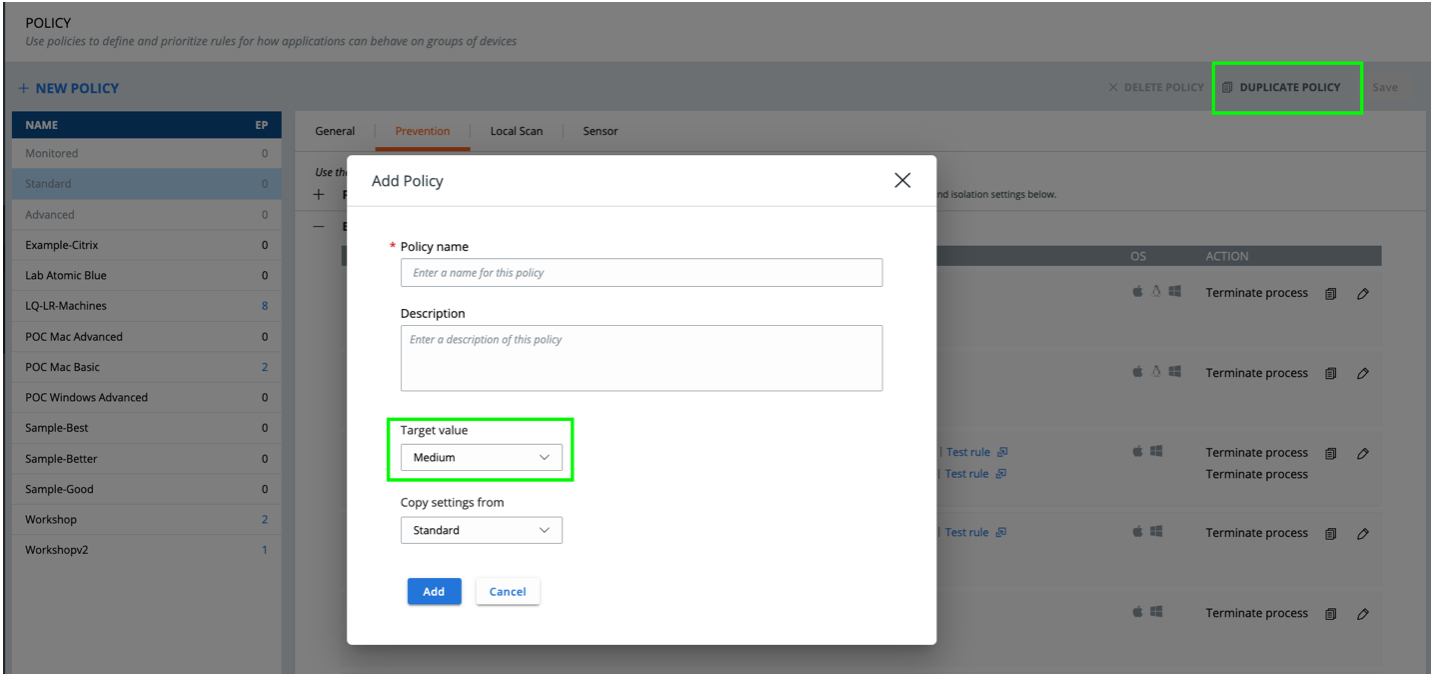 POLICY
Use policies to define and prioritize rules for how applications can behave on groups of devices
+ NEW POLICY
DELETE POLICY
DUPLICATE POLICY
Save
NAME EP
Monitored 0
Standard 0
Advanced 0
Example-Citrix 0
Lab Atomic Blue 0
LQ-LR-Machines 8
POC Mac Advanced 0
POC Mac Basic 2
POC Windows Advanced 0
Sample-Best 0
Sample-Better 0
Sample-Good 0
Workshop 2
Workshopv2 1
General | Prevention | Local Scan | Sensor
Use
nd isolation settings below.
Add Policy
* Policy name
Enter a name for this policy
Description
Enter a description of this policy
Target value
Medium
Copy settings from
Standard
Add Cancel
OS ACTION
Terminate process
Terminate process
| Test rule Terminate process
| Test rule Terminate process
| Test rule Terminate process
Terminate process